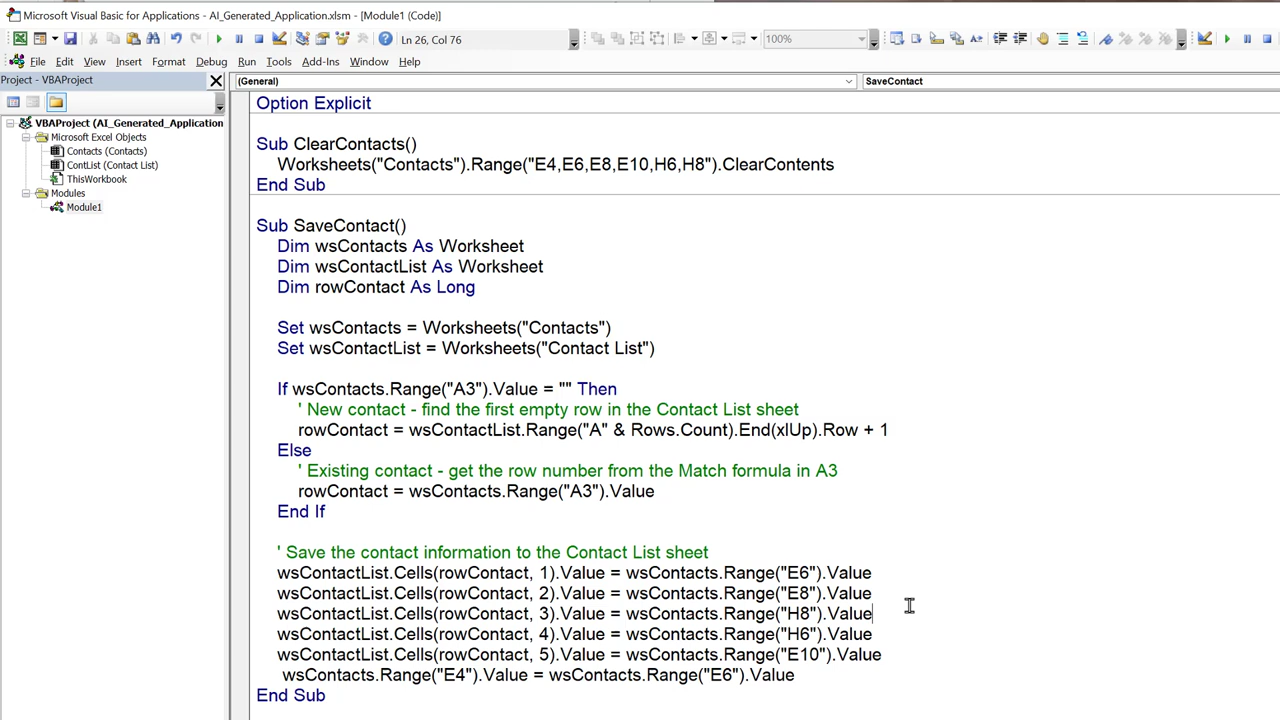 Microsoft Visual Basic for Applications - AI_Generated_Application.xlsm - [Module1 (Code)]
Ln 26, Col 76
100%
File Edit View Insert Format Debug Run Tools Add-Ins Window Help
Project - VBAProject
(General)
SaveContact
VBAProject (AI_Generated_Application
Microsoft Excel Objects
Contacts (Contacts)
ContList (Contact List)
ThisWorkbook
Modules
Module1
Option Explicit
Sub ClearContacts()
Worksheets("Contacts").Range("E4,E6,E8,E10,H6,H8").ClearContents
End Sub
Sub SaveContact()
Dim wsContacts As Worksheet
Dim wsContactList As Worksheet
Dim rowContact As Long
Set wsContacts = Worksheets("Contacts")
Set wsContactList = Worksheets("Contact List")
If wsContacts.Range("A3").Value = "" Then
' New contact - find the first empty row in the Contact List sheet
rowContact = wsContactList.Range("A" & Rows.Count).End(xlUp).Row + 1
Else
' Existing contact - get the row number from the Match formula in A3
rowContact = wsContacts.Range("A3").Value
End If
' Save the contact information to the Contact List sheet
wsContactList.Cells(rowContact, 1).Value = wsContacts.Range("E6").Value
wsContactList.Cells(rowContact, 2).Value = wsContacts.Range("E8").Value
wsContactList.Cells(rowContact, 3).Value = wsContacts.Range("H8").Value
wsContactList.Cells(rowContact, 4).Value = wsContacts.Range("H6").Value
wsContactList.Cells(rowContact, 5).Value = wsContacts.Range("E10").Value
wsContacts.Range("E4").Value = wsContacts.Range("E6").Value
End Sub